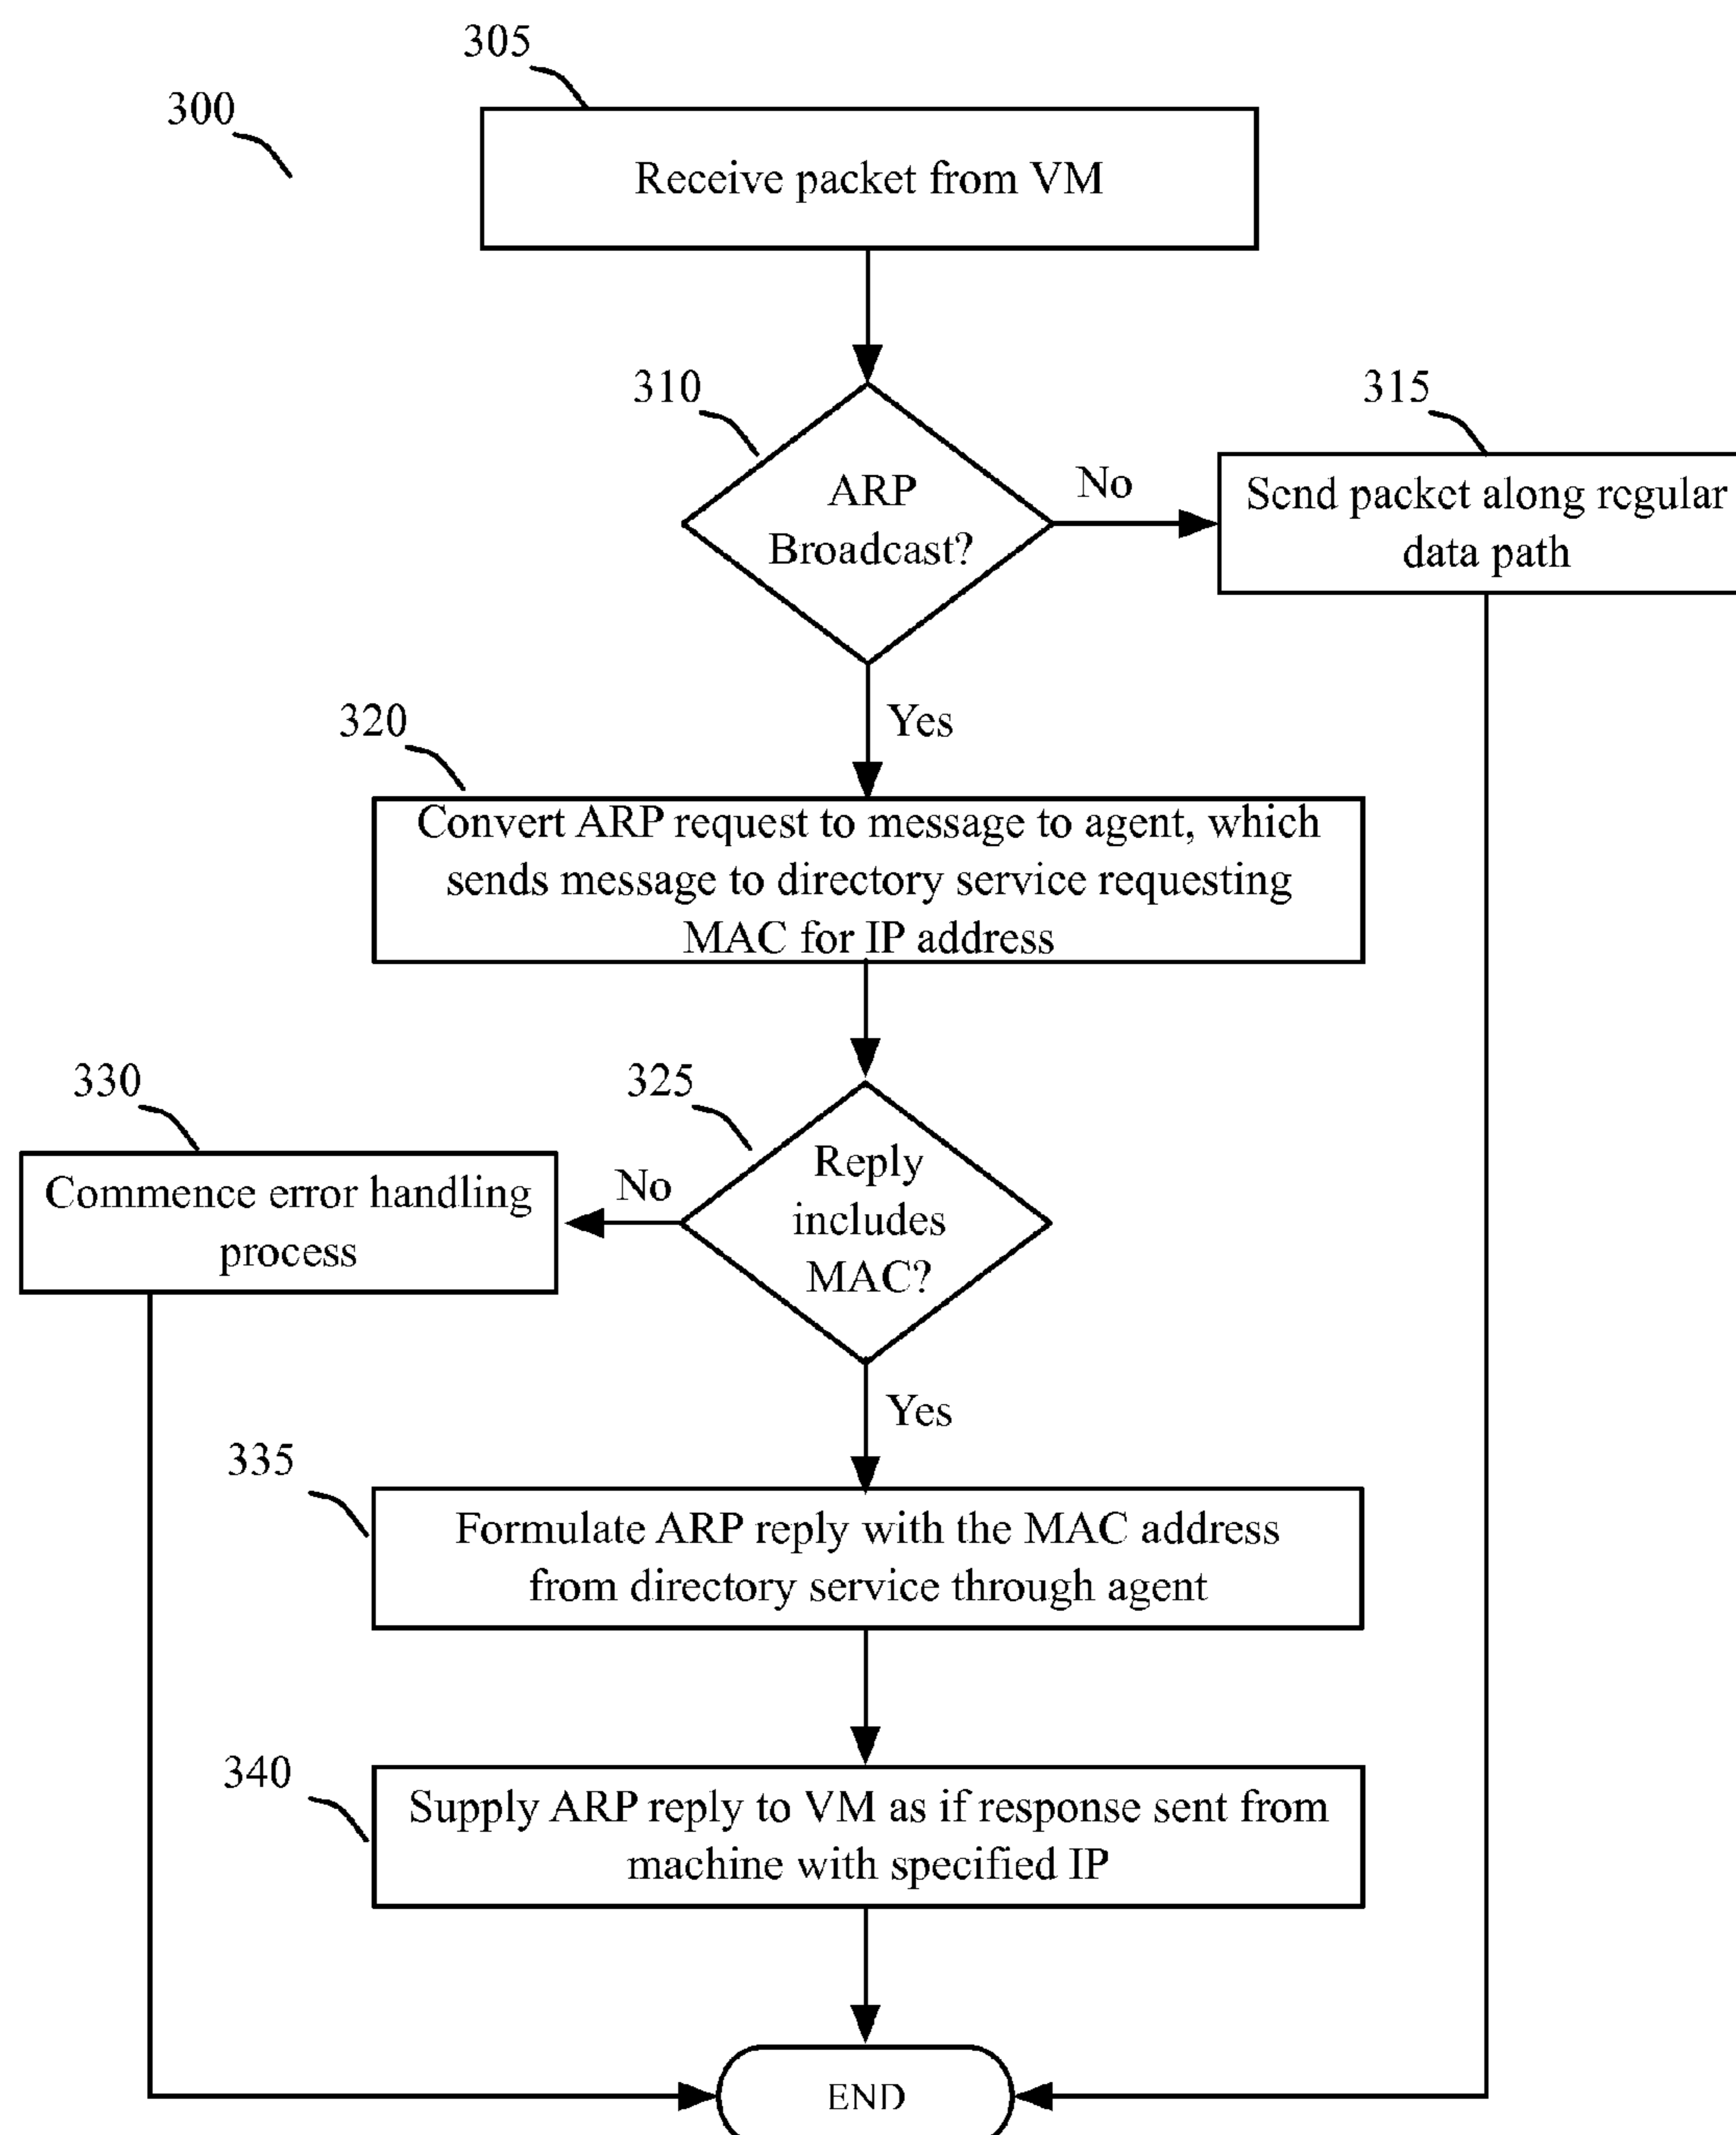 305
300
Receive packet from VM
310
315
ARP
Broadcast?
No
Send packet along regular
data path
Yes
320
Convert ARP request to message to agent, which
sends message to directory service requesting
MAC for IP address
330
325
Commence error handling
process
No
Reply
includes
MAC?
Yes
335
Formulate ARP reply with the MAC address
from directory service through agent
340
Supply ARP reply to VM as if response sent from
machine with specified IP
END